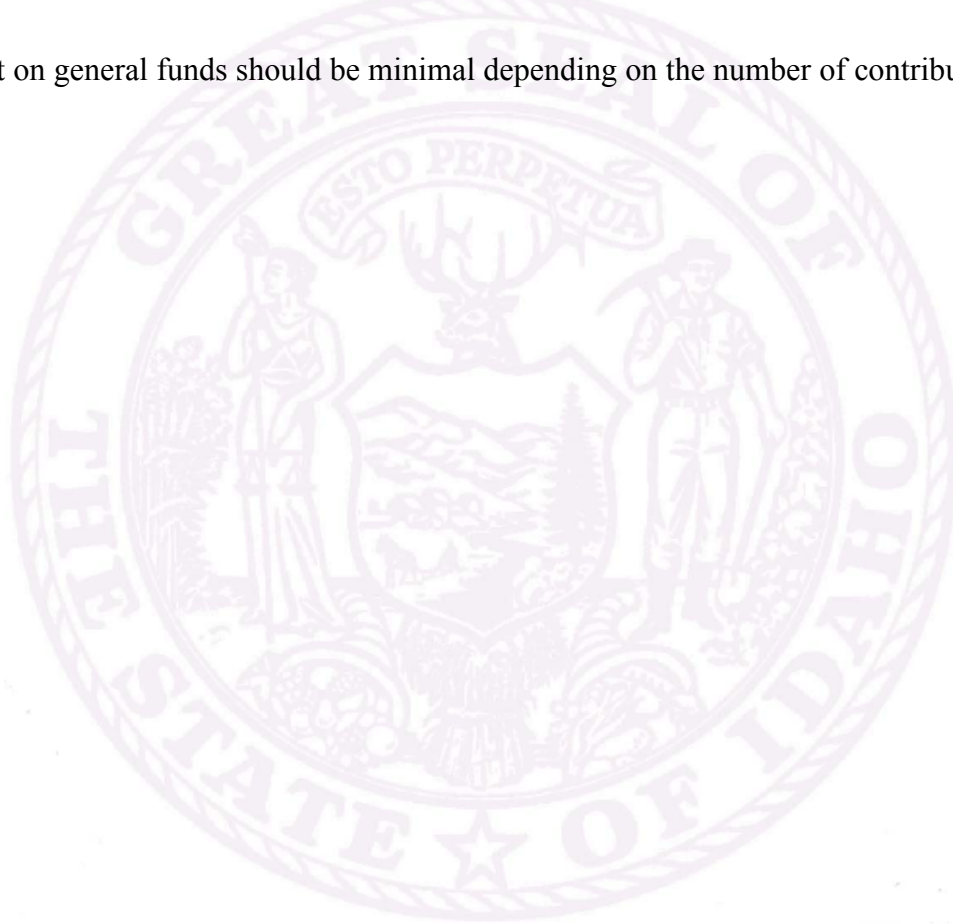 t on general funds should be minimal depending on the number of contribu
GREAT SEAL OF
ESTO PERPETUA
THE STATE OF IDAHO